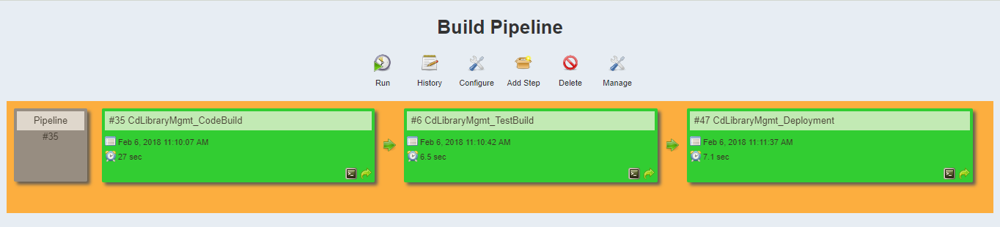 Build Pipeline
Run History Configure Add Step Delete Manage
Pipeline
#35
#35 CdLibraryMgmt_CodeBuild
Feb 6, 2018 11:10:07 AM
27 sec
#6 CdLibraryMgmt_TestBuild
Feb 6, 2018 11:10:42 AM
6.5 sec
#47 CdLibraryMgmt_Deployment
Feb 6, 2018 11:11:37 AM
7.1 sec